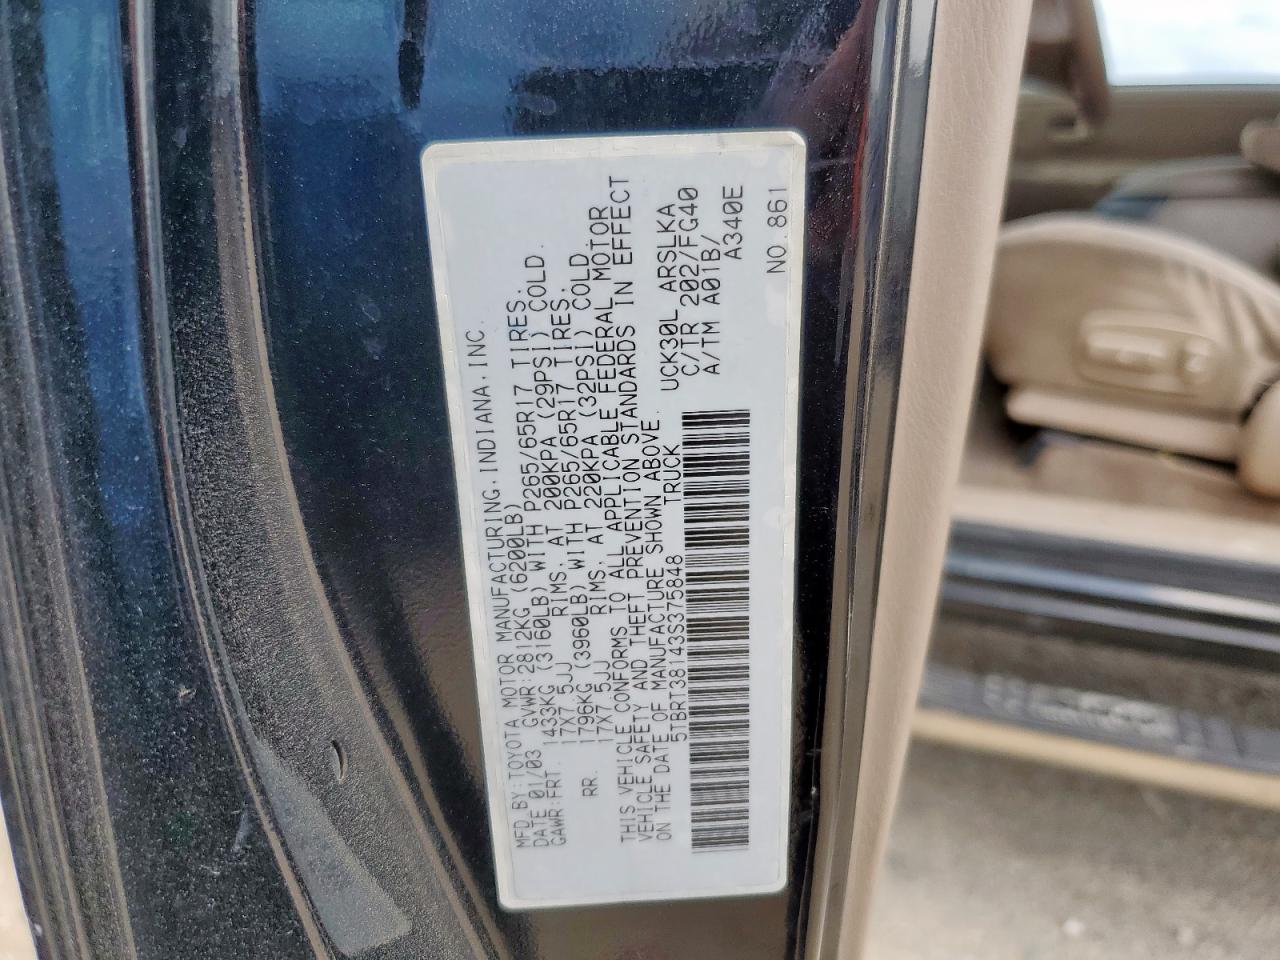 MFD.BY:TOYOTA MOTOR MANUFACTURING,INDIANA,INC.
DATE 01/03 GVWR:2812KG (6200LB)
GAWR:FRT. 1433KG (3160LB) WITH P265/65R17 TIRES,
17X7.5JJ RIMS, AT 200KPA (29PSI) COLD.
RR. 1796KG (3960LB) WITH P265/65R17 TIRES,
17X7.5JJ RIMS, AT 220KPA (32PSI) COLD.
THIS VEHICLE CONFORMS TO ALL APPLICABLE FEDERAL MOTOR
VEHICLE SAFETY AND THEFT PREVENTION STANDARDS IN EFFECT
ON THE DATE OF MANUFACTURE SHOWN ABOVE.
5TBRT38143S375848 TRUCK UCK30L ARSLKA
C/TR 202/FG40
A/TM A01B/
A340E
NO. 861